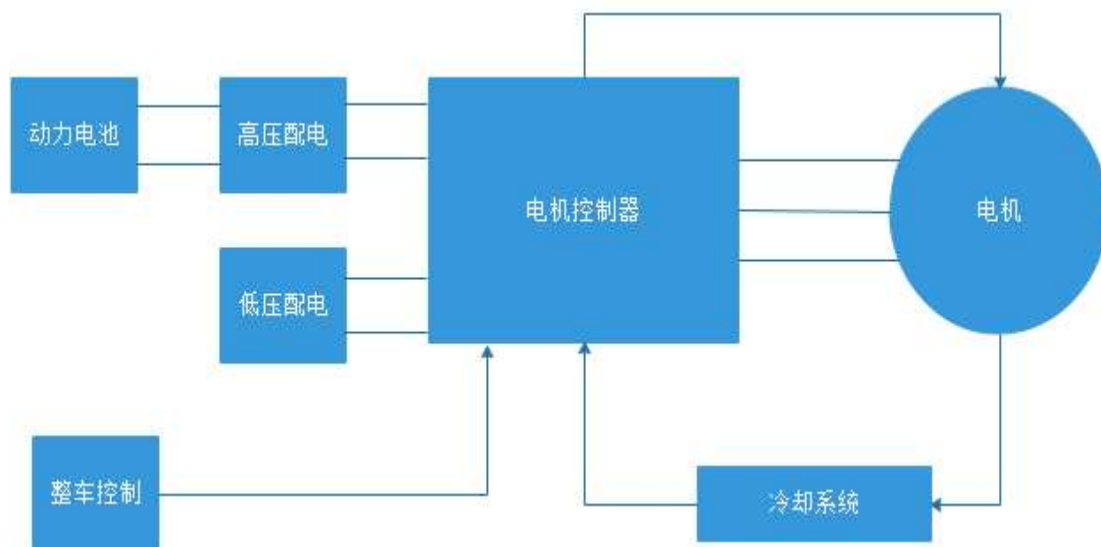 动力电池
高压配电
电机控制器
电机
低压配电
整车控制
冷却系统